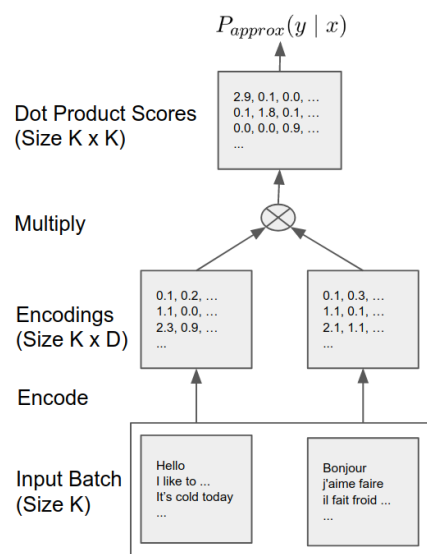 P_{approx}(y | x)
Dot Product Scores
(Size K x K)
2.9, 0.1, 0.0, ...
0.1, 1.8, 0.1, ...
0.0, 0.0, 0.9, ...
...
Multiply
Encodings
(Size K x D)
0.1, 0.2, ...
1.1, 0.0, ...
2.3, 0.9, ...
...
0.1, 0.3, ...
1.1, 0.1, ...
2.1, 1.1, ...
...
Encode
Input Batch
(Size K)
Hello
I like to ...
It's cold today
...
Bonjour
j'aime faire
il fait froid ...
...